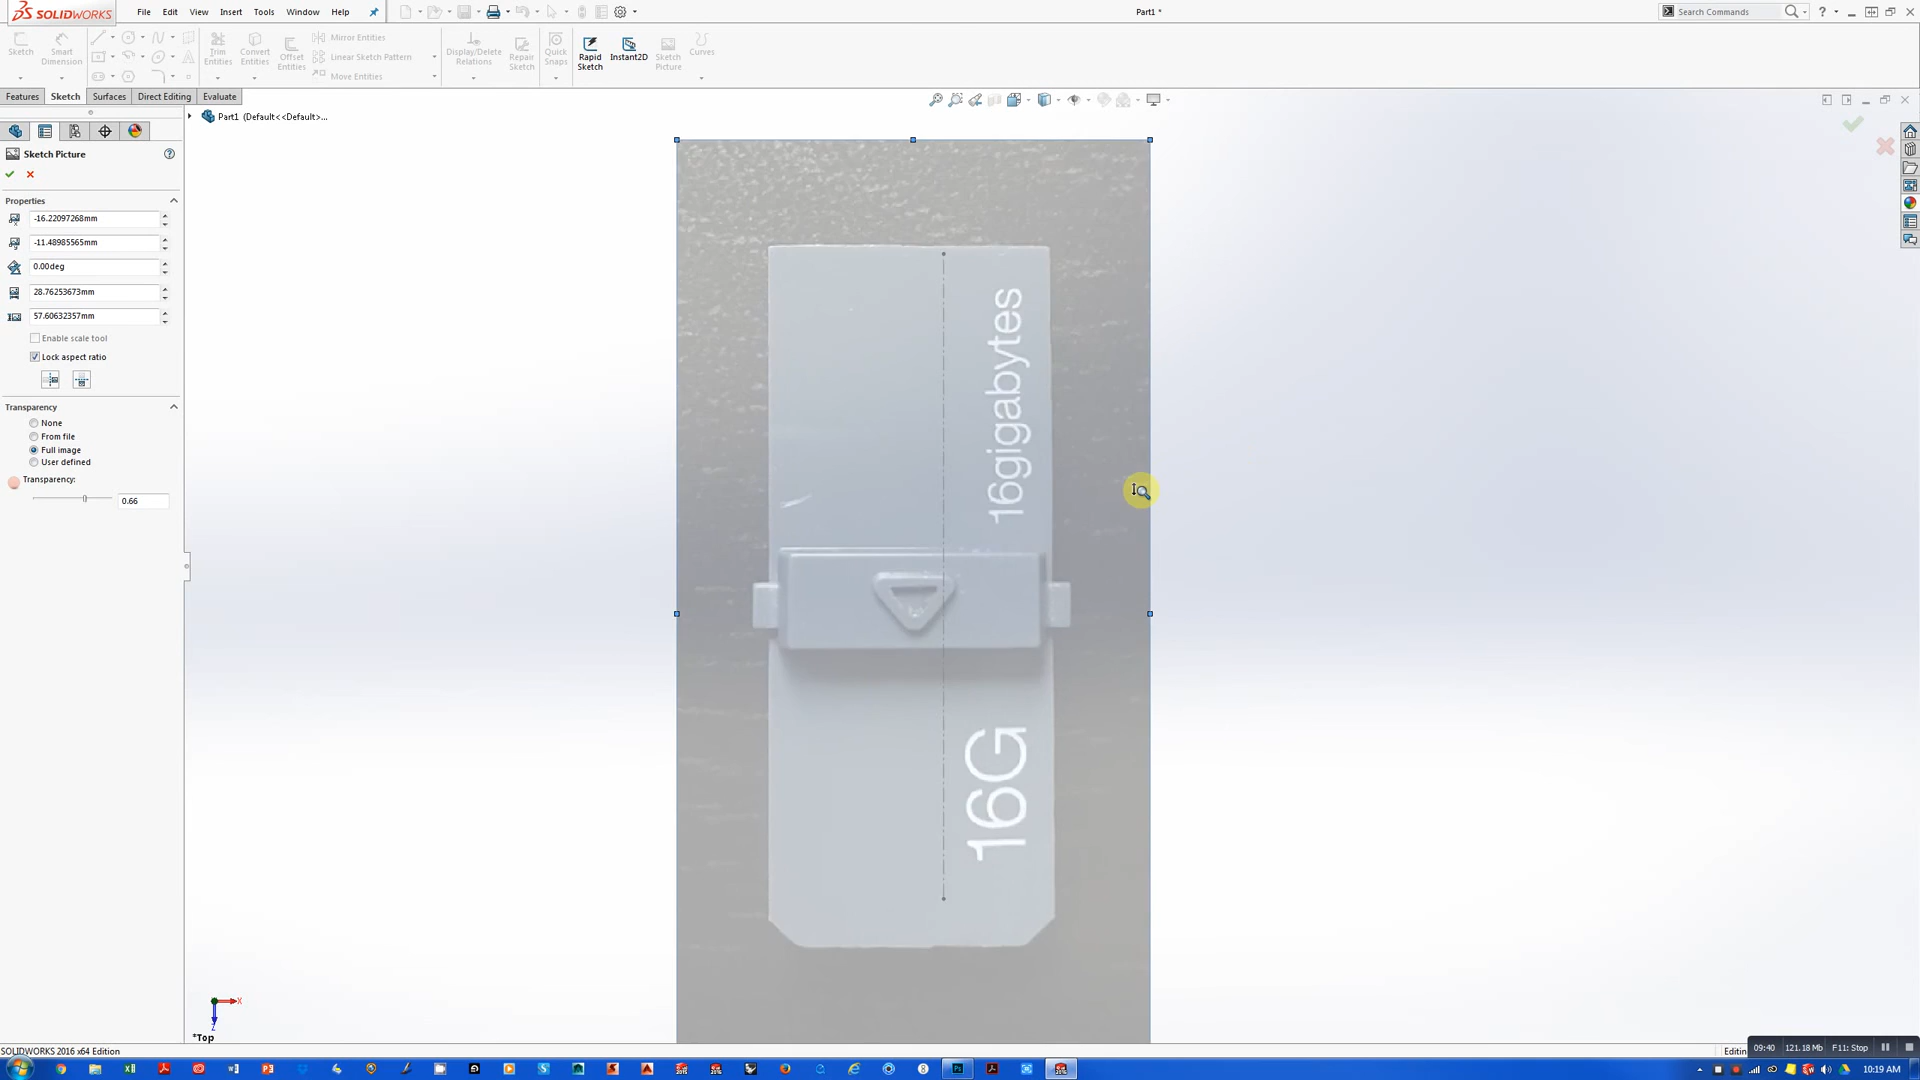 SOLIDWORKS
File
Edit
View
Insert
Tools
Window
Help
Part1 *
Search Commands
Sketch
Smart Dimension
Trim Entities
Convert Entities
Offset Entities
Mirror Entities
Linear Sketch Pattern
Move Entities
Display/Delete Relations
Repair Sketch
Quick Snaps
Rapid Sketch
Instant2D
Sketch Picture
Curves
Features
Sketch
Surfaces
Direct Editing
Evaluate
Part1 (Default<<Default>...
Sketch Picture
Properties
-16.22097268mm
-11.48985565mm
0.00deg
28.76253673mm
57.60632357mm
Enable scale tool
Lock aspect ratio
Transparency
None
From file
Full image
User defined
Transparency:
0.66
16gigabytes
16G
X
Z
*Top
SOLIDWORKS 2016 x64 Edition
Editin
09:40
121.18 Mb
F11: Stop
10:19 AM